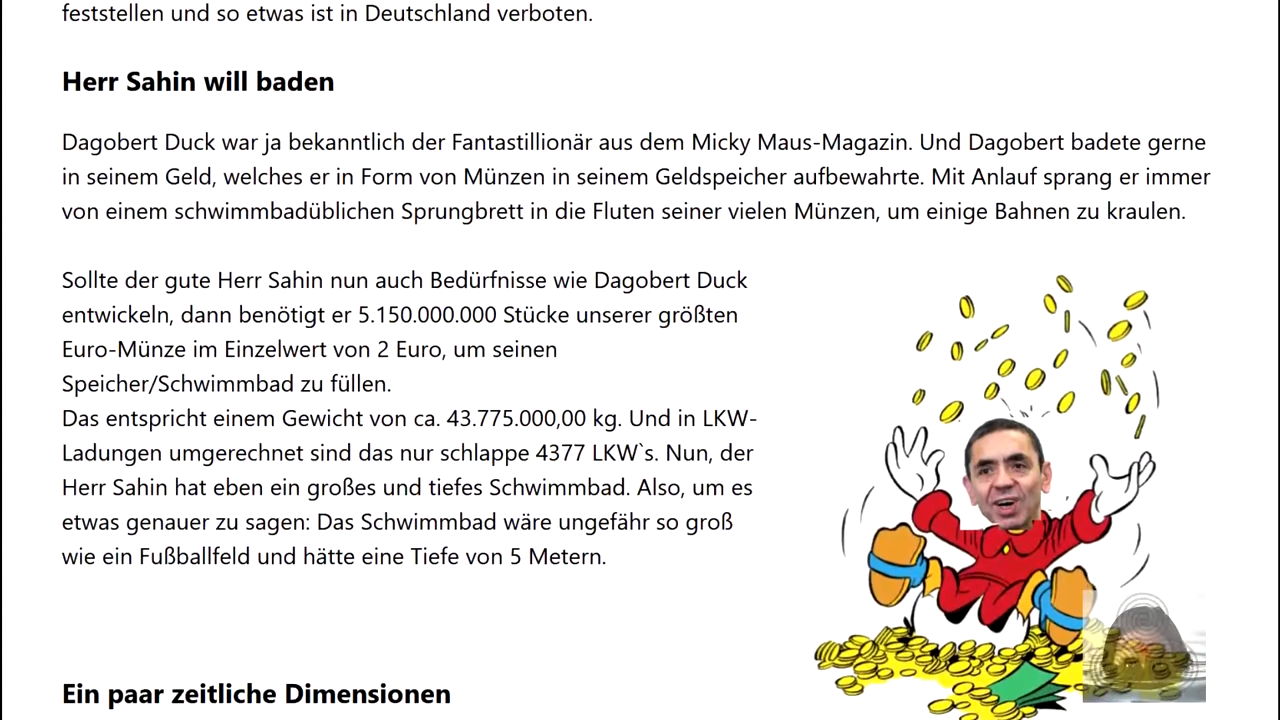 feststellen und so etwas ist in Deutschland verboten.
Herr Sahin will baden
Dagobert Duck war ja bekanntlich der Fantastillionär aus dem Micky Maus-Magazin. Und Dagobert badete gerne
in seinem Geld, welches er in Form von Münzen in seinem Geldspeicher aufbewahrte. Mit Anlauf sprang er immer
von einem schwimmbadüblichen Sprungbrett in die Fluten seiner vielen Münzen, um einige Bahnen zu kraulen.
Sollte der gute Herr Sahin nun auch Bedürfnisse wie Dagobert Duck
entwickeln, dann benötigt er 5.150.000.000 Stücke unserer größten
Euro-Münze im Einzelwert von 2 Euro, um seinen
Speicher/Schwimmbad zu füllen.
Das entspricht einem Gewicht von ca. 43.775.000,00 kg. Und in LKW-
Ladungen umgerechnet sind das nur schlappe 4377 LKW`s. Nun, der
Herr Sahin hat eben ein großes und tiefes Schwimmbad. Also, um es
etwas genauer zu sagen: Das Schwimmbad wäre ungefähr so groß
wie ein Fußballfeld und hätte eine Tiefe von 5 Metern.
Ein paar zeitliche Dimensionen